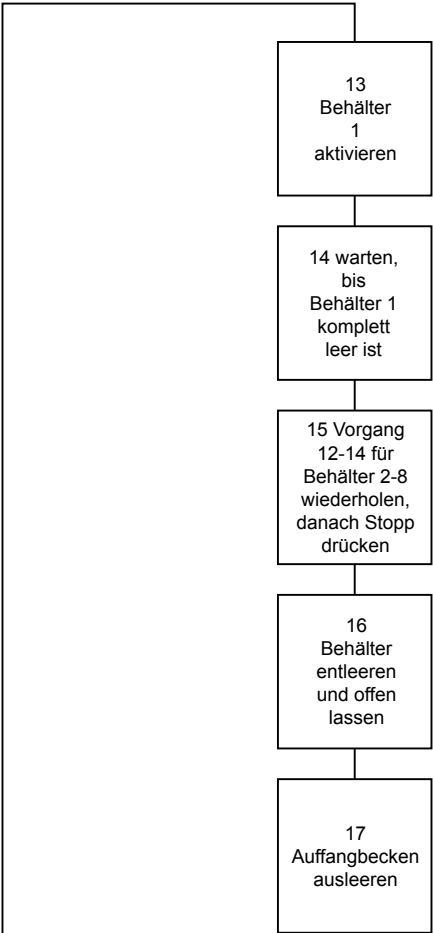 13
Behälter
1
aktivieren
14 warten,
bis
Behälter 1
komplett
leer ist
15 Vorgang
12-14 für
Behälter 2-8
wiederholen,
danach Stopp
drücken
16
Behälter
entleeren
und offen
lassen
17
Auffangbecken
ausleeren